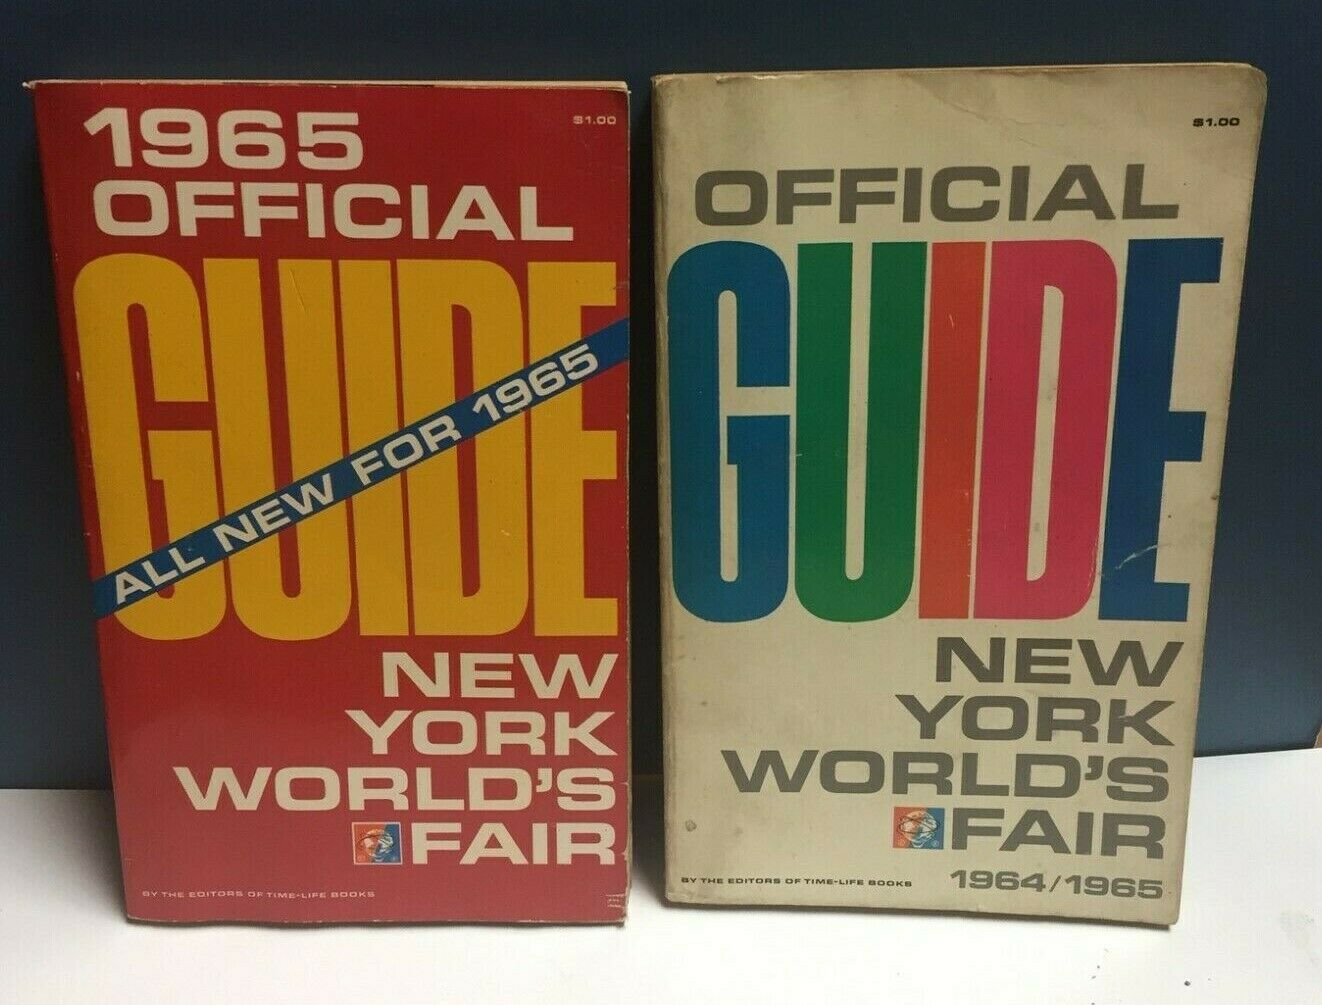 1965
$1.00
OFFICIAL
GUIDE
ALL NEW FOR 1965
NEW
YORK
WORLD'S
FAIR
BY THE EDITORS OF TIME-LIFE BOOKS
$1.00
OFFICIAL
GUIDE
NEW
YORK
WORLD'S
FAIR
BY THE EDITORS OF TIME-LIFE BOOKS
1964/1965